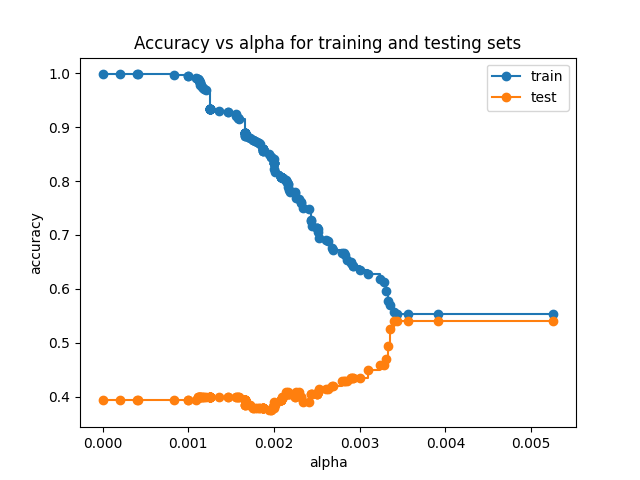 Accuracy vs alpha for training and testing sets
train
test
1.0
0.9
0.8
0.7
0.6
0.5
0.4
accuracy
0.000
0.001
0.002
0.003
0.004
0.005
alpha